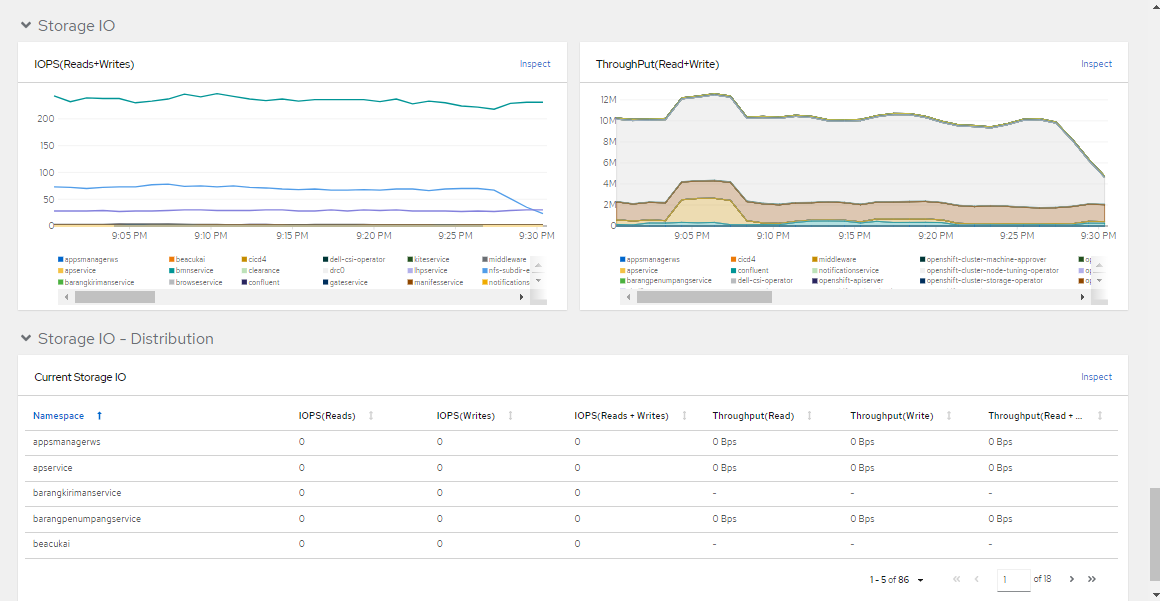 Storage IO
IOPS(Reads+Writes) Inspect
200
150
100
50
0
9:05 PM 9:10 PM 9:15 PM 9:20 PM 9:25 PM 9:30 PM
appsmanagerws beacukai cicd4 dell-csi-operator kiteservice middleware
apservice bmnservice clearance drc0 lhpservice nfs-subdir-e
barangkirimanservice browseservice confluent gateservice manifesservice notifications
ThroughPut(Read+Write) Inspect
12M
10M
8M
6M
4M
2M
0
9:05 PM 9:10 PM 9:15 PM 9:20 PM 9:25 PM 9:30 PM
appsmanagerws cicd4 middleware openshift-cluster-machine-approver
apservice confluent notificationservice openshift-cluster-node-tuning-operator
barangpenumpangservice dell-csi-operator openshift-apiserver openshift-cluster-storage-operator
Storage IO - Distribution
Current Storage IO Inspect
Namespace IOPS(Reads) IOPS(Writes) IOPS(Reads + Writes) Throughput(Read) Throughput(Write) Throughput(Read + ...
appsmanagerws 0 0 0 0 Bps 0 Bps 0 Bps
apservice 0 0 0 0 Bps 0 Bps 0 Bps
barangkirimanservice 0 0 0 - - -
barangpenumpangservice 0 0 0 0 Bps 0 Bps 0 Bps
beacukai 0 0 0 - - -
1 - 5 of 86 1 of 18